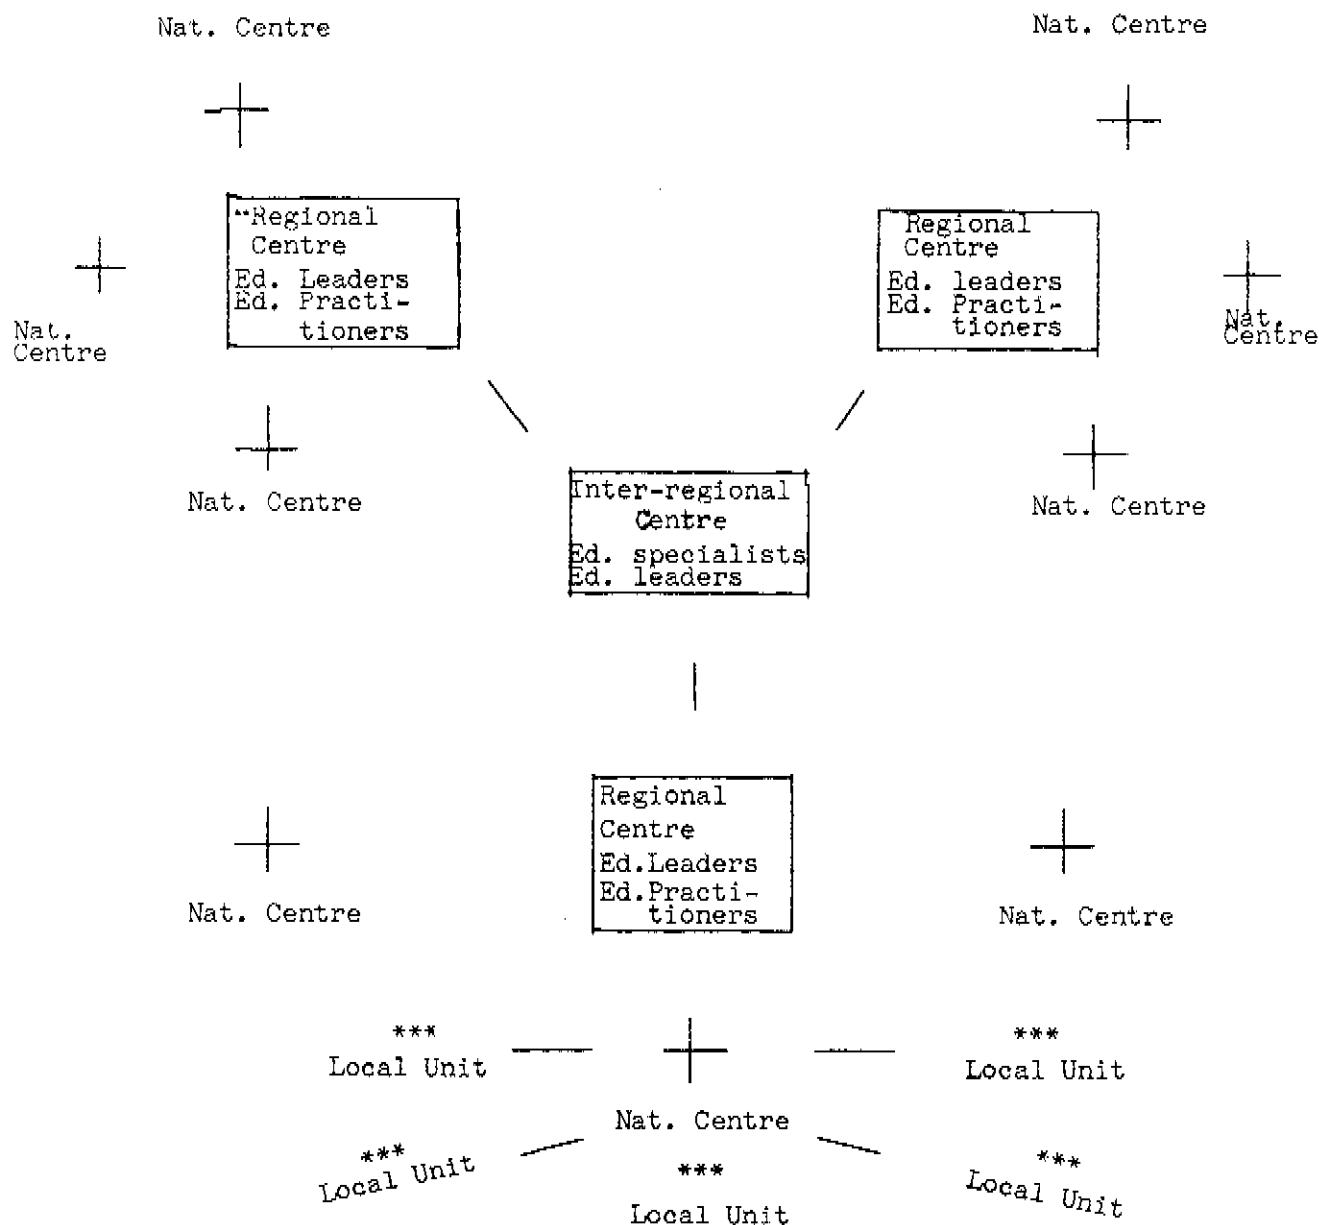 Nat. Centre
Nat. Centre
"Regional
Centre
Ed. Leaders
Ed. Practi-
tioners
Regional
Centre
Ed. leaders
Ed. Practi-
tioners
Nat.
Centre
Nat.
Centre
Nat. Centre
Nat. Centre
Inter-regional
Centre
Ed. specialists
Ed. leaders
Regional
Centre
Ed.Leaders
Ed.Practi-
tioners
Nat. Centre
Nat. Centre
***
Local Unit
***
Local Unit
Nat. Centre
***
Local Unit
***
Local Unit
***
Local Unit